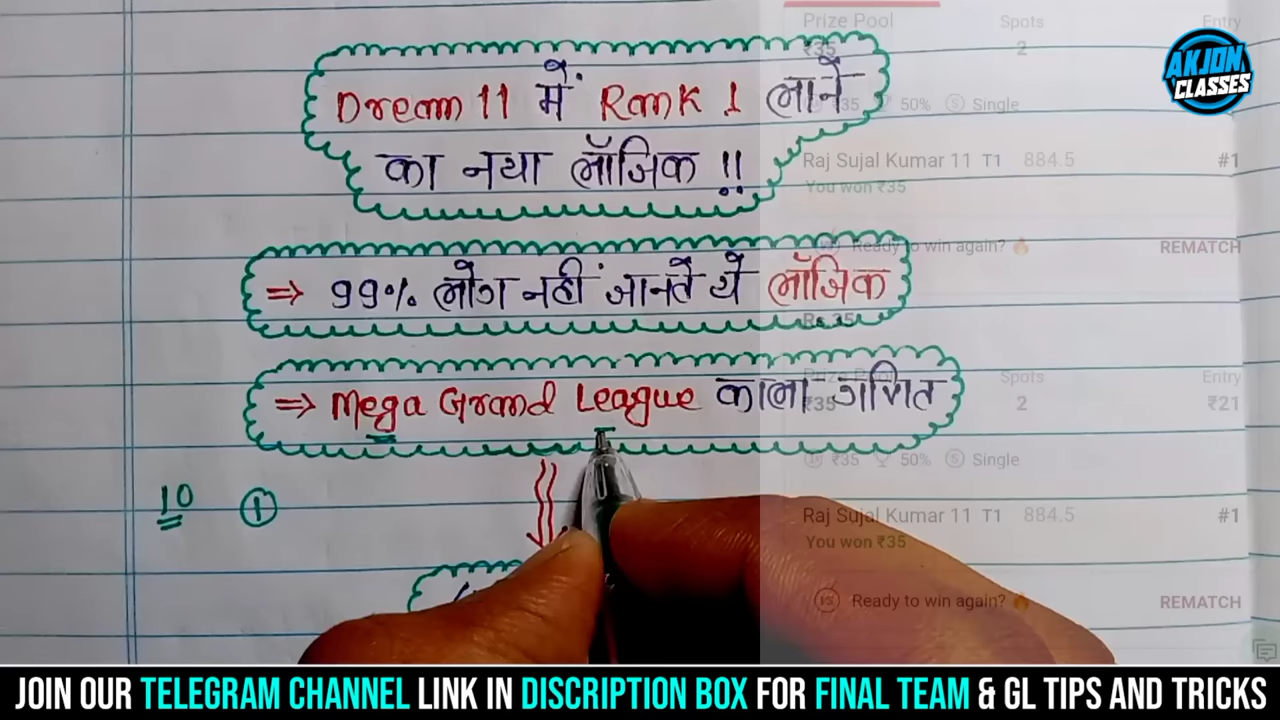 Prize Pool Spots Entry
₹35 2
AKJON
CLASSES
Dream 11 में Rank 1 लाने
₹35 50% Single
का नया लॉजिक !!
Raj Sujal Kumar 11 T1 884.5 #1
You won ₹35
Ready to win again? 🔥 REMATCH
⇒ 99% लोग नहीं जानते ये लॉजिक
Rs 35
Spots Entry
⇒ Mega Grand League काला गणित
₹35 2 ₹21
₹35 50% Single
10 ①
Raj Sujal Kumar 11 T1 884.5 #1
You won ₹35
VS Ready to win again? 🔥 REMATCH
JOIN OUR TELEGRAM CHANNEL LINK IN DISCRIPTION BOX FOR FINAL TEAM & GL TIPS AND TRICKS